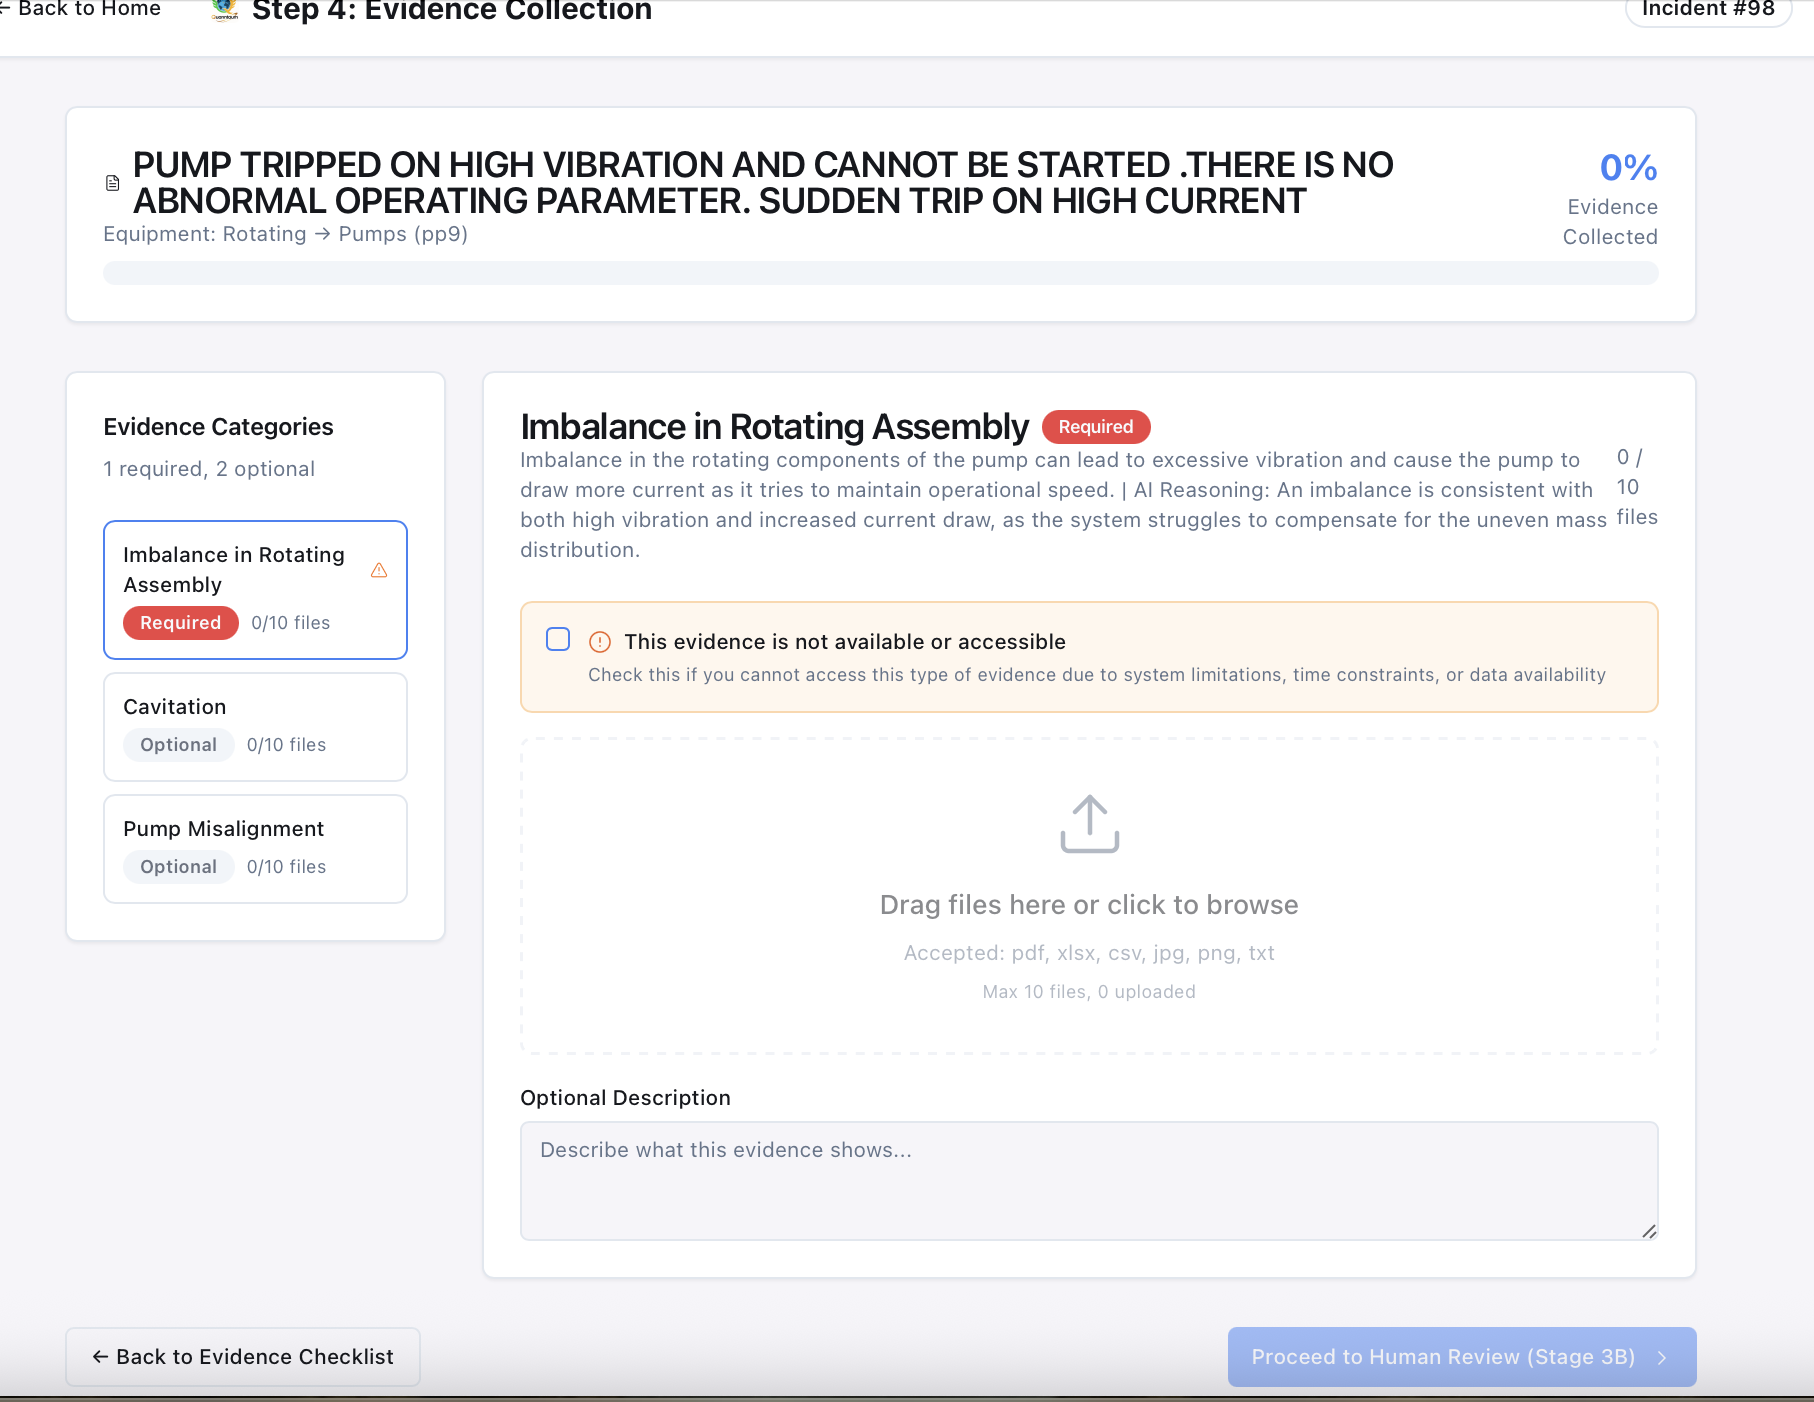 ← Back to Home
Step 4: Evidence Collection
Incident #98
PUMP TRIPPED ON HIGH VIBRATION AND CANNOT BE STARTED .THERE IS NO
ABNORMAL OPERATING PARAMETER. SUDDEN TRIP ON HIGH CURRENT
Equipment: Rotating → Pumps (pp9)
0%
Evidence
Collected
Evidence Categories
1 required, 2 optional
Imbalance in Rotating
Assembly
Required 0/10 files
Cavitation
Optional 0/10 files
Pump Misalignment
Optional 0/10 files
Imbalance in Rotating Assembly Required
Imbalance in the rotating components of the pump can lead to excessive vibration and cause the pump to
draw more current as it tries to maintain operational speed. | AI Reasoning: An imbalance is consistent with
both high vibration and increased current draw, as the system struggles to compensate for the uneven mass
distribution.
0 /
10
files
This evidence is not available or accessible
Check this if you cannot access this type of evidence due to system limitations, time constraints, or data availability
Drag files here or click to browse
Accepted: pdf, xlsx, csv, jpg, png, txt
Max 10 files, 0 uploaded
Optional Description
Describe what this evidence shows...
← Back to Evidence Checklist
Proceed to Human Review (Stage 3B) >